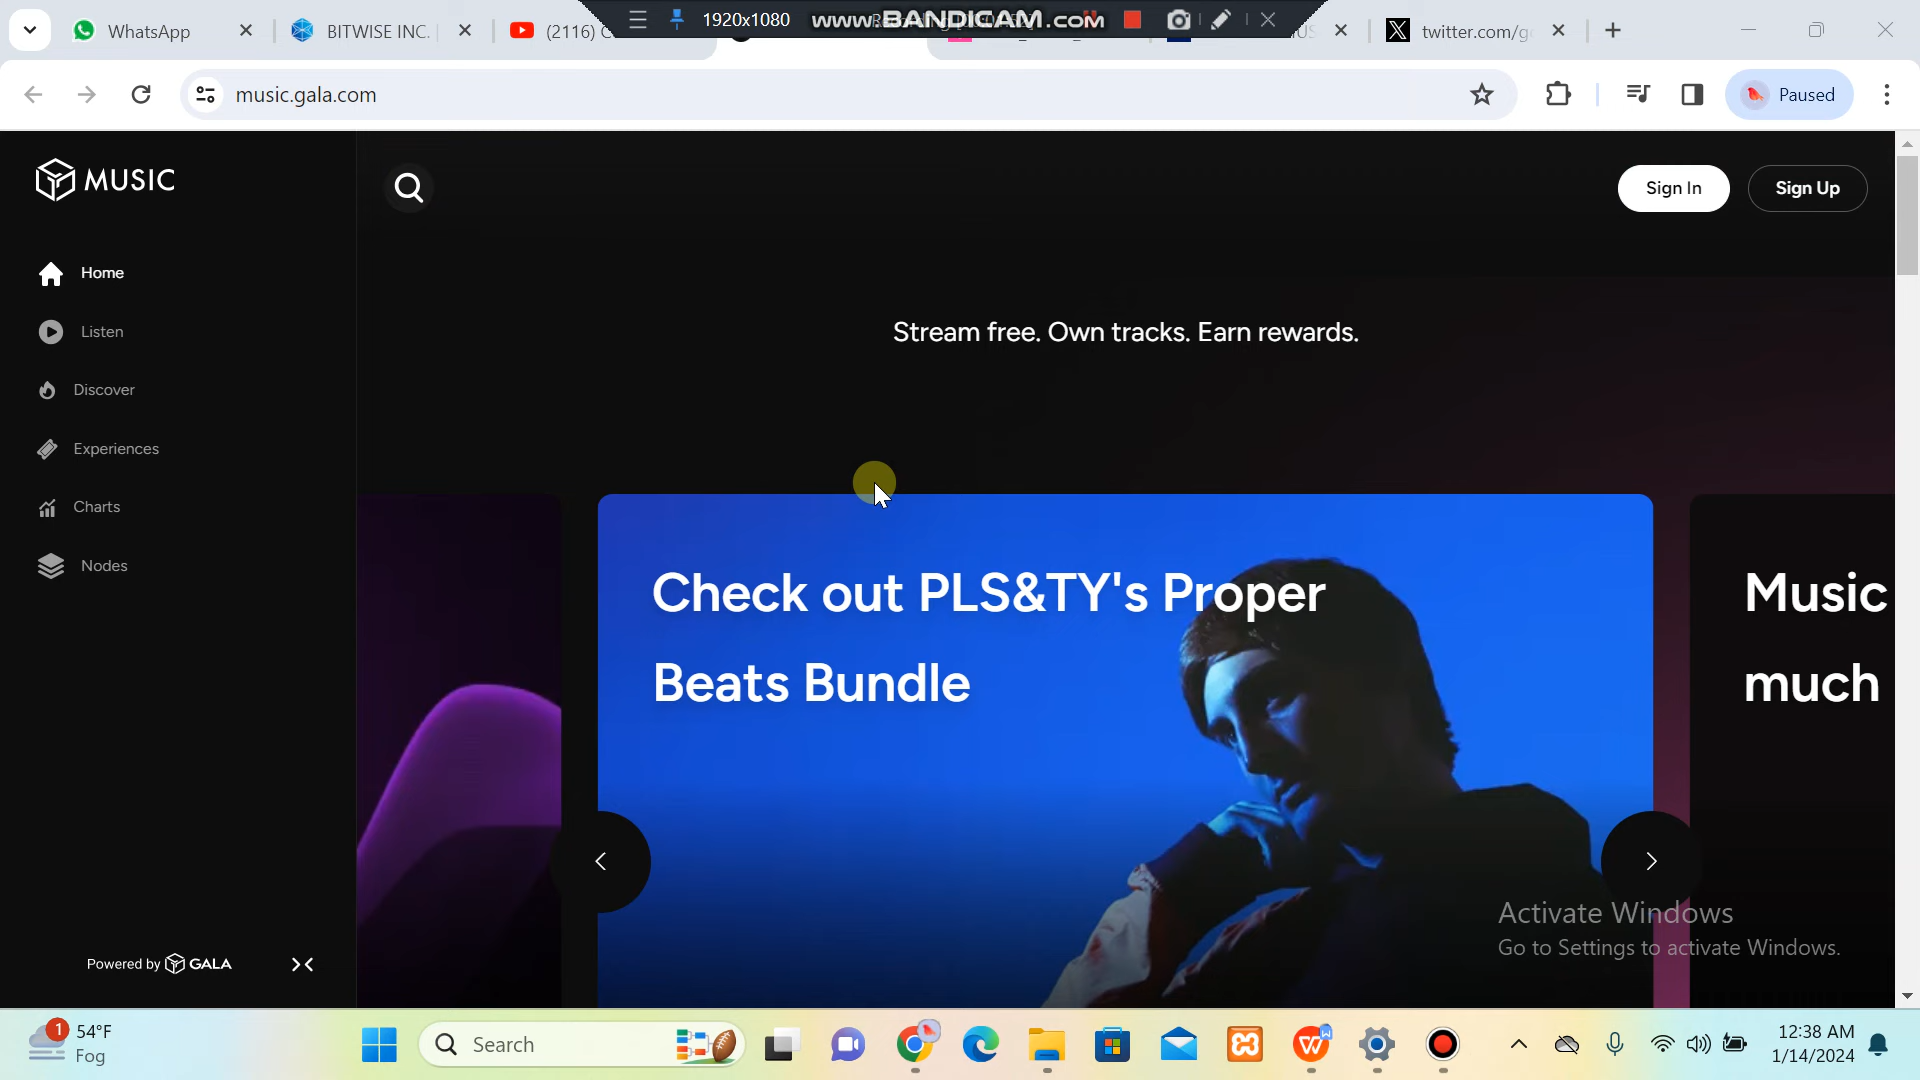 WhatsApp
BITWISE INC.
(2116) C
1920x1080
www.BANDICAM.com
US
twitter.com/g
music.gala.com
Paused
MUSIC
Sign In
Sign Up
Home
Listen
Discover
Experiences
Charts
Nodes
Stream free. Own tracks. Earn rewards.
Check out PLS&TY's Proper
Beats Bundle
Music
much
Activate Windows
Go to Settings to activate Windows.
Powered by GALA
1
54°F
Fog
Search
12:38 AM
1/14/2024